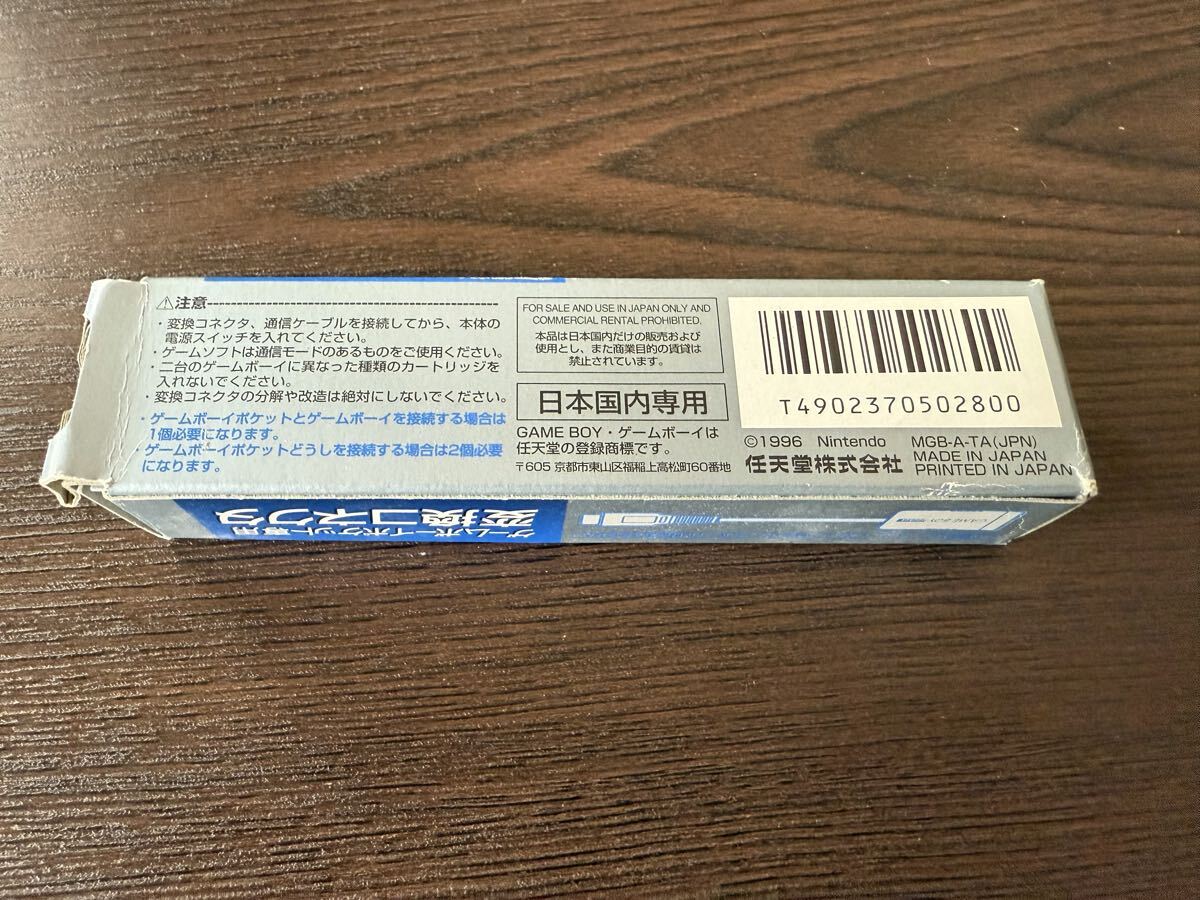 ⚠注意
・変換コネクタ、通信ケーブルを接続してから、本体の
電源スイッチを入れてください。
・ゲームソフトは通信モードのあるものをご使用ください。
・二台のゲームボーイに異なった種類のカートリッジを
入れないでください。
・変換コネクタの分解や改造は絶対にしないでください。
・ゲームボーイポケットとゲームボーイを接続する場合は
1個必要になります。
・ゲームボーイポケットどうしを接続する場合は2個必要
になります。
FOR SALE AND USE IN JAPAN ONLY AND
COMMERCIAL RENTAL PROHIBITED.
本品は日本国内だけの販売および
使用とし、また商業目的の賃貸は
禁止されています。
日本国内専用
GAME BOY・ゲームボーイは
任天堂の登録商標です。
〒605 京都市東山区福稲上高松町60番地
T4902370502800
©1996 Nintendo
任天堂株式会社
MGB-A-TA(JPN)
MADE IN JAPAN
PRINTED IN JAPAN
ゲームボーイポケット専用
変換コネクタ